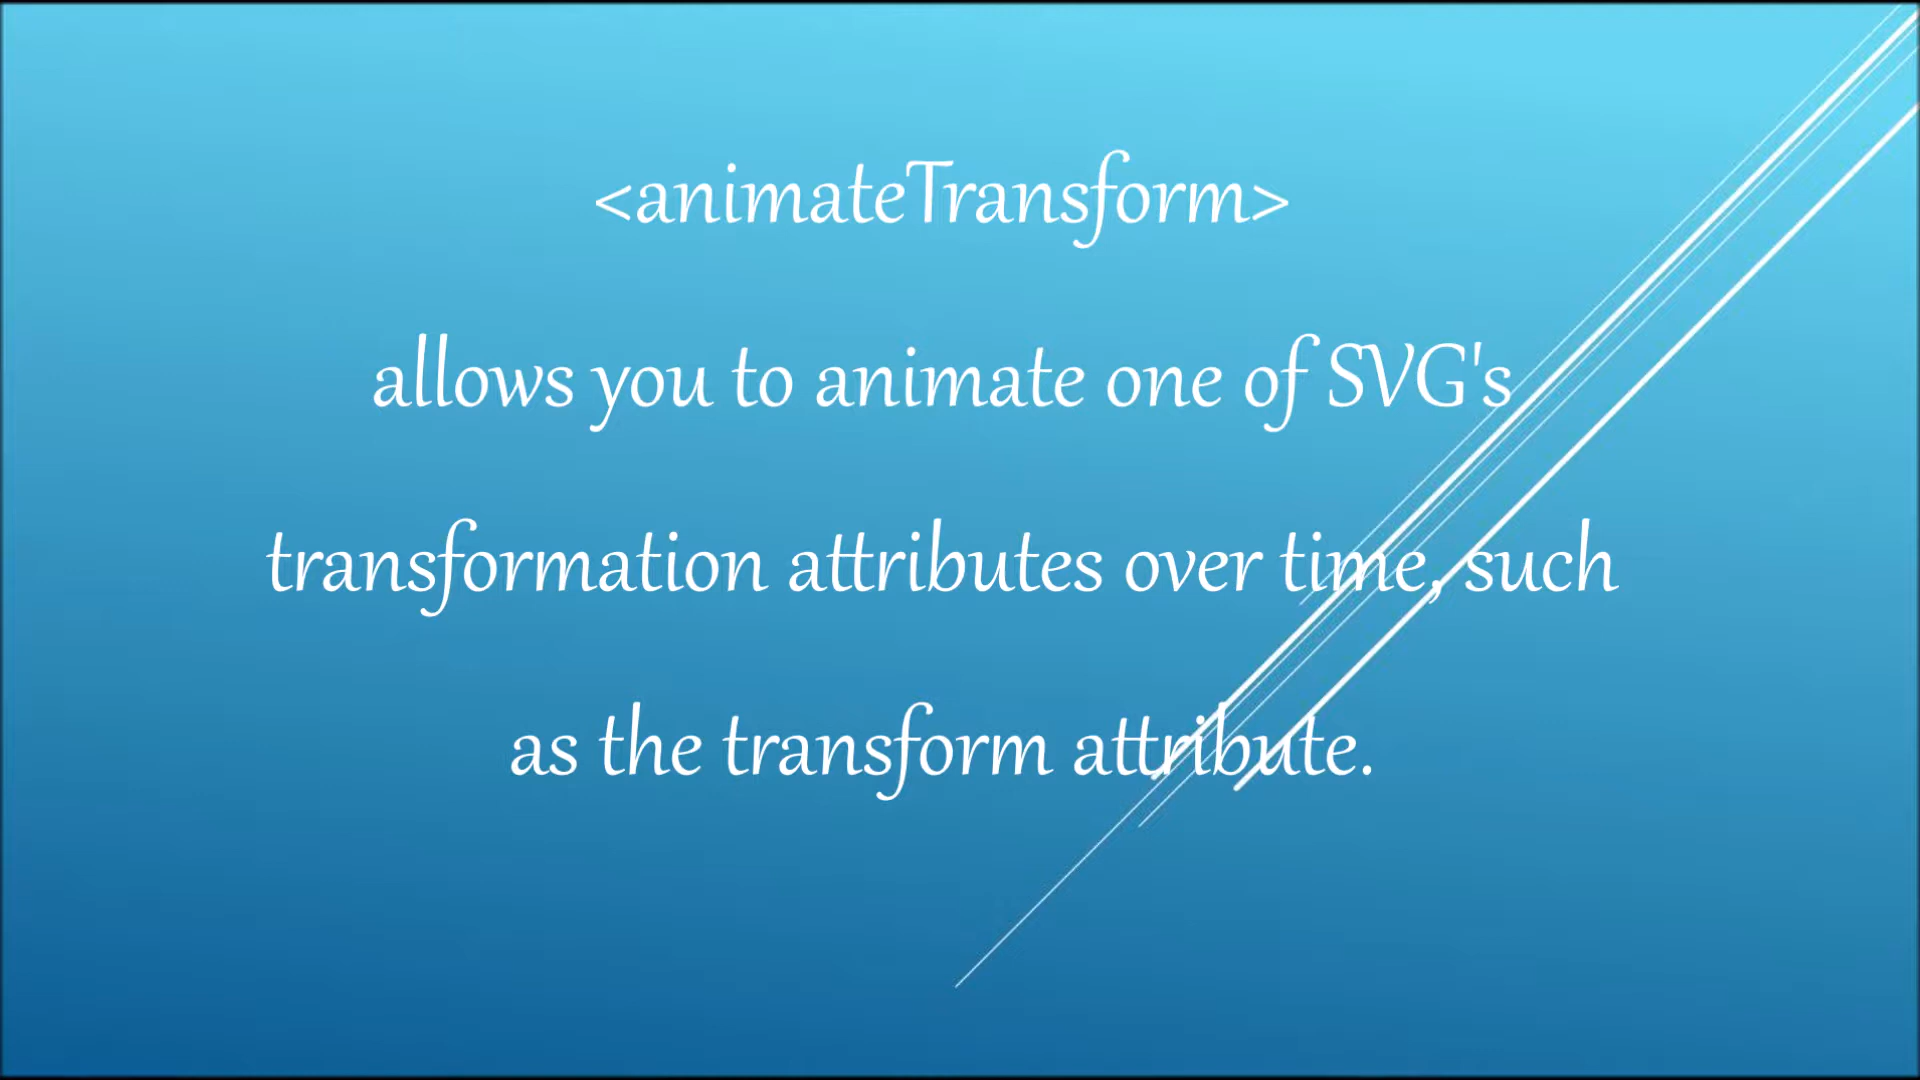 <animateTransform>
allows you to animate one of SVG's
transformation attributes over time, such
as the transform attribute.